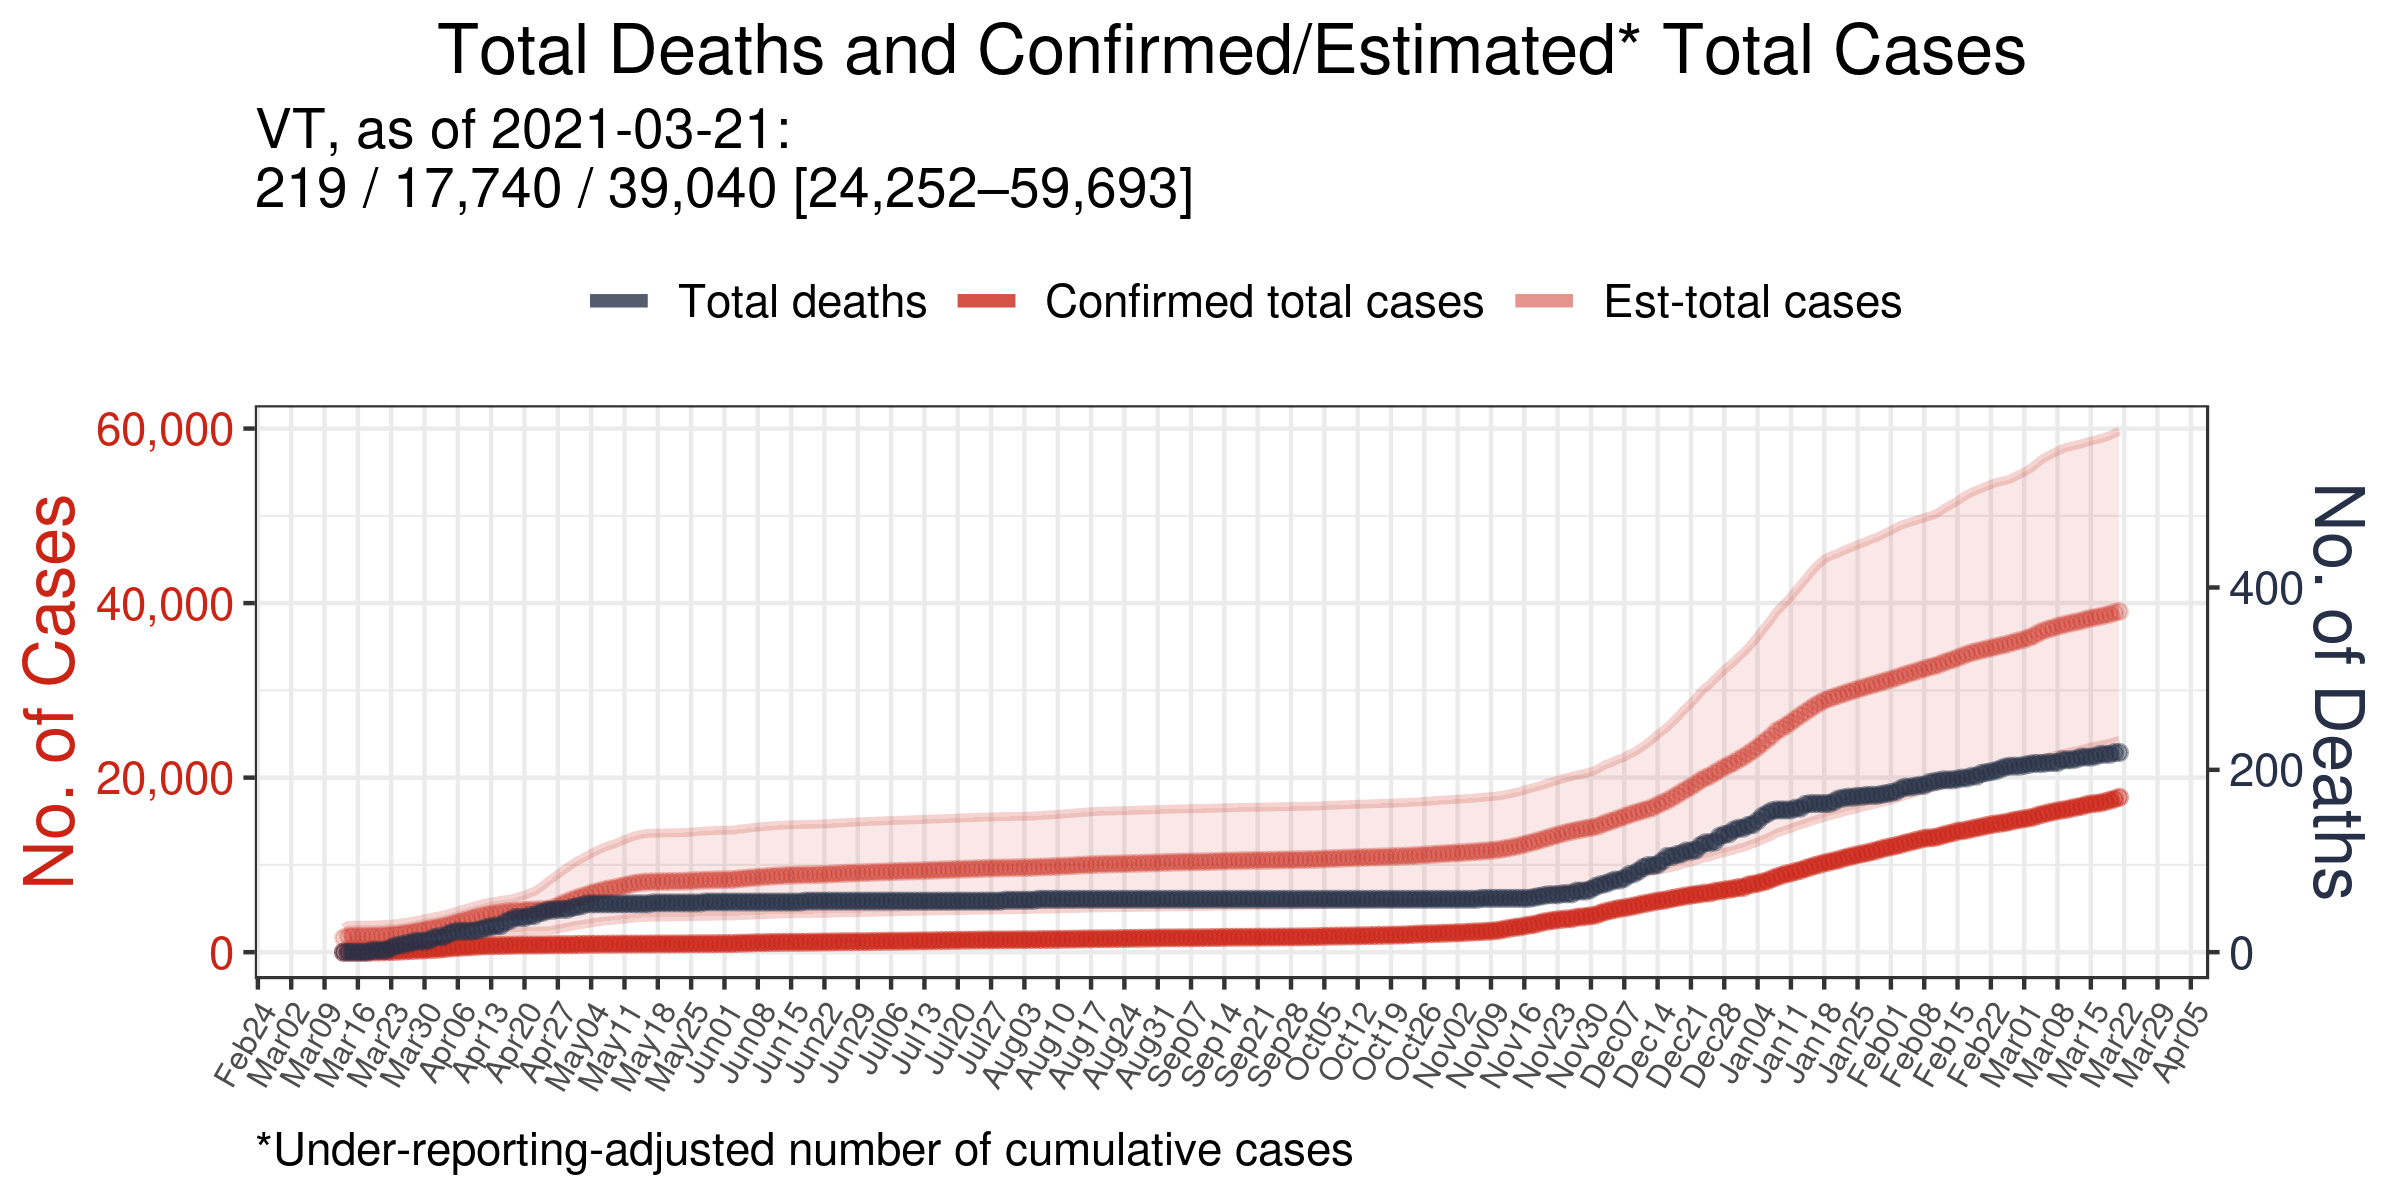 Total Deaths and Confirmed/Estimated* Total Cases
VT, as of 2021-03-21:
219 / 17,740 / 39,040 [24,252–59,693]
Total deaths
Confirmed total cases
Est-total cases
No. of Cases
60,000
40,000
20,000
0
No. of Deaths
400
200
0
Feb24
Mar02
Mar09
Mar16
Mar23
Mar30
Apr06
Apr13
Apr20
Apr27
May04
May11
May18
May25
Jun01
Jun08
Jun15
Jun22
Jun29
Jul06
Jul13
Jul20
Jul27
Aug03
Aug10
Aug17
Aug24
Aug31
Sep07
Sep14
Sep21
Sep28
Oct05
Oct12
Oct19
Oct26
Nov02
Nov09
Nov16
Nov23
Nov30
Dec07
Dec14
Dec21
Dec28
Jan04
Jan11
Jan18
Jan25
Feb01
Feb08
Feb15
Feb22
Mar01
Mar08
Mar15
Mar22
Mar29
Apr05
*Under-reporting-adjusted number of cumulative cases